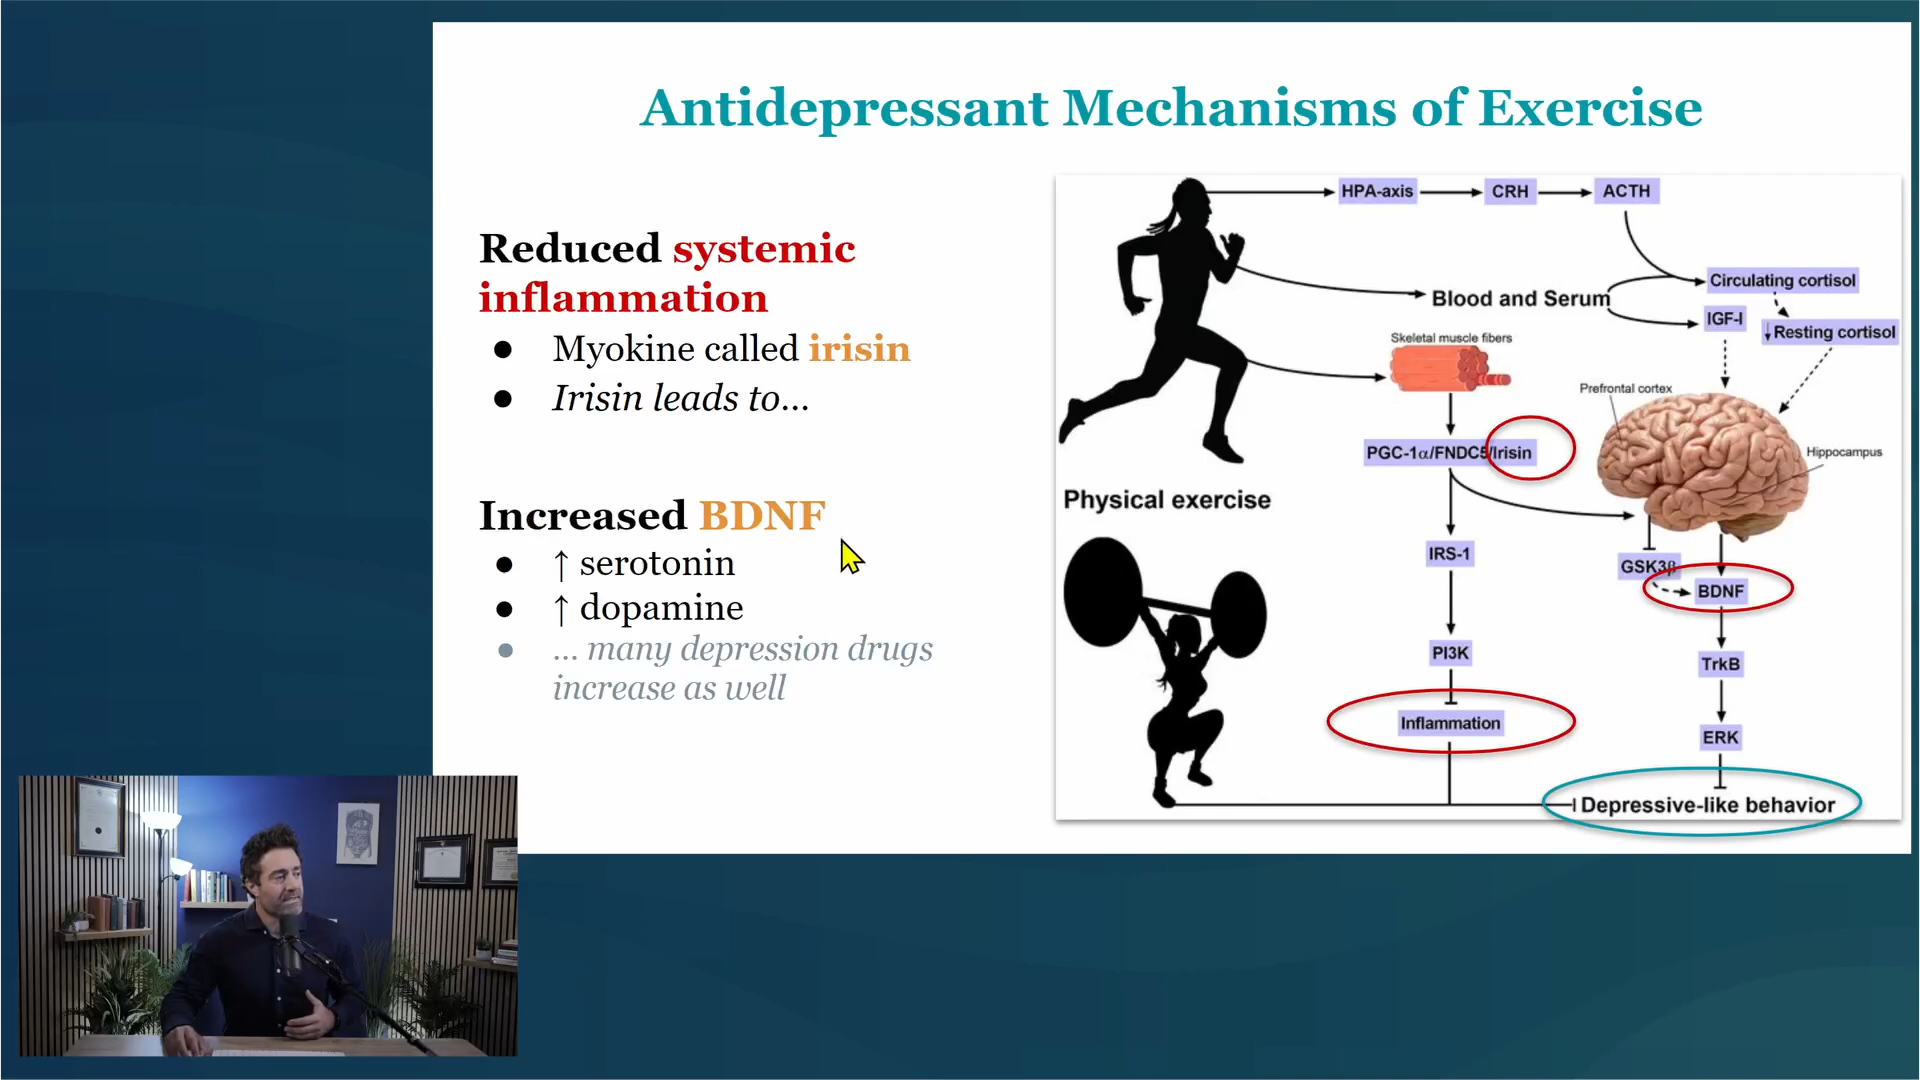 Antidepressant Mechanisms of Exercise
Reduced systemic
inflammation
● Myokine called irisin
● Irisin leads to...
Increased BDNF
● ↑ serotonin
● ↑ dopamine
● ... many depression drugs
increase as well
HPA-axis
CRH
ACTH
Blood and Serum
Circulating cortisol
IGF-I
↓ Resting cortisol
Skeletal muscle fibers
Prefrontal cortex
Hippocampus
PGC-1α/FNDC5/Irisin
Physical exercise
IRS-1
GSK3β
BDNF
PI3K
TrkB
Inflammation
ERK
Depressive-like behavior